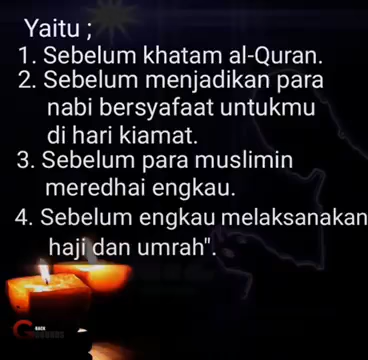 Yaitu ;
1. Sebelum khatam al-Quran.
2. Sebelum menjadikan para
nabi bersyafaat untukmu
di hari kiamat.
3. Sebelum para muslimin
meredhai engkau.
4. Sebelum engkau melaksanakan
haji dan umrah".